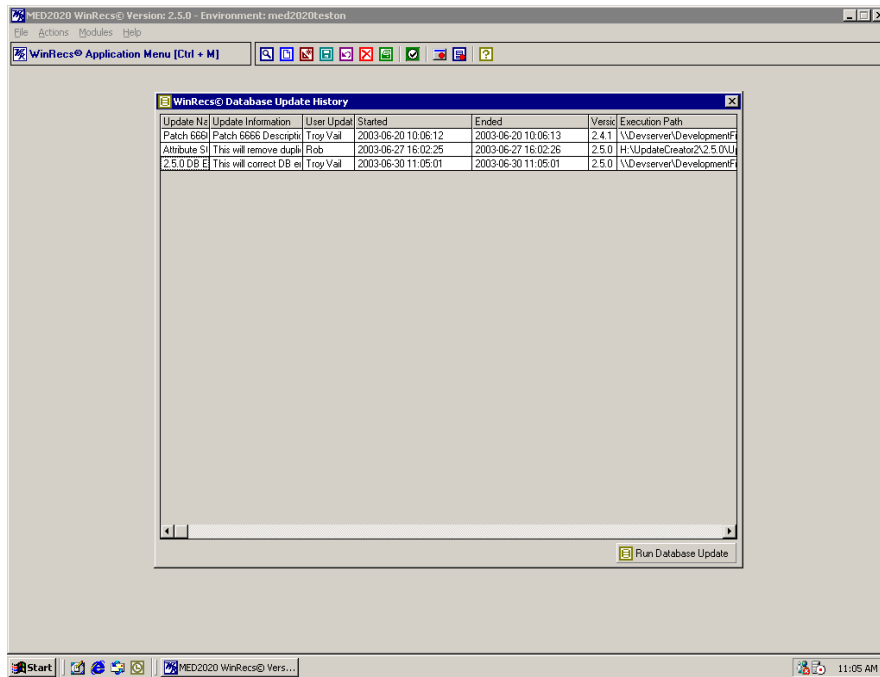 MED2020 WinRecs© Version: 2.5.0 - Environment: med2020teston
File Actions Modules Help
WinRecs© Application Menu [Ctrl + M]
WinRecs© Database Update History
Update Na Update Information User Updat Started Ended Versic Execution Path
Patch 666 Patch 6666 Descriptic Troy Vail 2003-06-20 10:06:12 2003-06-20 10:06:13 2.4.1 \\Devserver\DevelopmentFi
Attribute S This will remove dupli Rob 2003-06-27 16:02:25 2003-06-27 16:02:26 2.5.0 H:\UpdateCreator2\2.5.0\U
2.5.0 DB E This will correct DB e Troy Vail 2003-06-30 11:05:01 2003-06-30 11:05:01 2.5.0 \\Devserver\DevelopmentFi
Run Database Update
Start MED2020 WinRecs© Vers... 11:05 AM